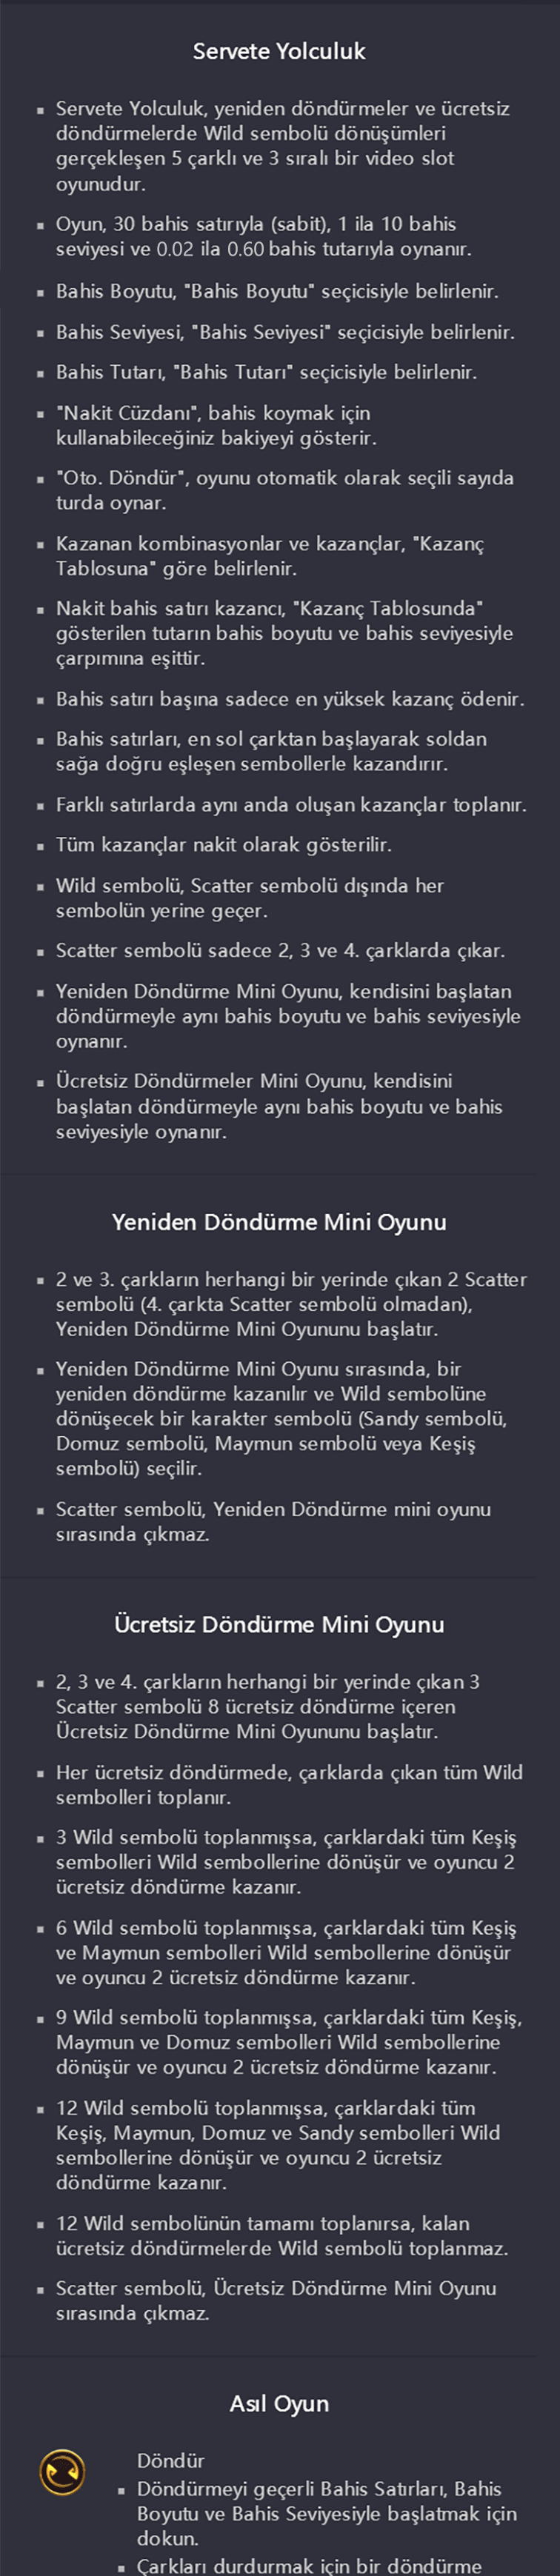 Servete Yolculuk
Servete Yolculuk, yeniden döndürmeler ve ücretsiz
döndürmelerde Wild sembolü dönüşümleri
gerçekleşen 5 çarklı ve 3 sıralı bir video slot
oyunudur.
Oyun, 30 bahis satırıyla (sabit), 1 ila 10 bahis
seviyesi ve 0.02 ila 0.60 bahis tutarıyla oynanır.
Bahis Boyutu, "Bahis Boyutu" seçicisiyle belirlenir.
Bahis Seviyesi, "Bahis Seviyesi" seçicisiyle belirlenir.
Bahis Tutarı, "Bahis Tutarı" seçicisiyle belirlenir.
"Nakit Cüzdanı", bahis koymak için
kullanabileceğiniz bakiyeyi gösterir.
"Oto. Döndür", oyunu otomatik olarak seçili sayıda
turda oynar.
Kazanan kombinasyonlar ve kazançlar, "Kazanç
Tablosuna" göre belirlenir.
Nakit bahis satırı kazancı, "Kazanç Tablosunda"
gösterilen tutarın bahis boyutu ve bahis seviyesiyle
çarpımına eşittir.
Bahis satırı başına sadece en yüksek kazanç ödenir.
Bahis satırları, en sol çarktan başlayarak soldan
sağa doğru eşleşen sembollerle kazandırır.
Farklı satırlarda aynı anda oluşan kazançlar toplanır.
Tüm kazançlar nakit olarak gösterilir.
Wild sembolü, Scatter sembolü dışında her
sembolün yerine geçer.
Scatter sembolü sadece 2, 3 ve 4. çarklarda çıkar.
Yeniden Döndürme Mini Oyunu, kendisini başlatan
döndürmeyle aynı bahis boyutu ve bahis seviyesiyle
oynanır.
Ücretsiz Döndürmeler Mini Oyunu, kendisini
başlatan döndürmeyle aynı bahis boyutu ve bahis
seviyesiyle oynanır.
Yeniden Döndürme Mini Oyunu
2 ve 3. çarkların herhangi bir yerinde çıkan 2 Scatter
sembolü (4. çarkta Scatter sembolü olmadan),
Yeniden Döndürme Mini Oyununu başlatır.
Yeniden Döndürme Mini Oyunu sırasında, bir
yeniden döndürme kazanılır ve Wild sembolüne
dönüşecek bir karakter sembolü (Sandy sembolü,
Domuz sembolü, Maymun sembolü veya Keşiş
sembolü) seçilir.
Scatter sembolü, Yeniden Döndürme mini oyunu
sırasında çıkmaz.
Ücretsiz Döndürme Mini Oyunu
2, 3 ve 4. çarkların herhangi bir yerinde çıkan 3
Scatter sembolü 8 ücretsiz döndürme içeren
Ücretsiz Döndürme Mini Oyununu başlatır.
Her ücretsiz döndürmede, çarklarda çıkan tüm Wild
sembolleri toplanır.
3 Wild sembolü toplanmışsa, çarklardaki tüm Keşiş
sembolleri Wild sembollerine dönüşür ve oyuncu 2
ücretsiz döndürme kazanır.
6 Wild sembolü toplanmışsa, çarklardaki tüm Keşiş
ve Maymun sembolleri Wild sembollerine dönüşür
ve oyuncu 2 ücretsiz döndürme kazanır.
9 Wild sembolü toplanmışsa, çarklardaki tüm Keşiş,
Maymun ve Domuz sembolleri Wild sembollerine
dönüşür ve oyuncu 2 ücretsiz döndürme kazanır.
12 Wild sembolü toplanmışsa, çarklardaki tüm
Keşiş, Maymun, Domuz ve Sandy sembolleri Wild
sembollerine dönüşür ve oyuncu 2 ücretsiz
döndürme kazanır.
12 Wild sembolünün tamamı toplanırsa, kalan
ücretsiz döndürmelerde Wild sembolü toplanmaz.
Scatter sembolü, Ücretsiz Döndürme Mini Oyunu
sırasında çıkmaz.
Asıl Oyun
Döndür
Döndürmeyi geçerli Bahis Satırları, Bahis
Boyutu ve Bahis Seviyesiyle başlatmak için
dokun.
Çarkları durdurmak için bir döndürme